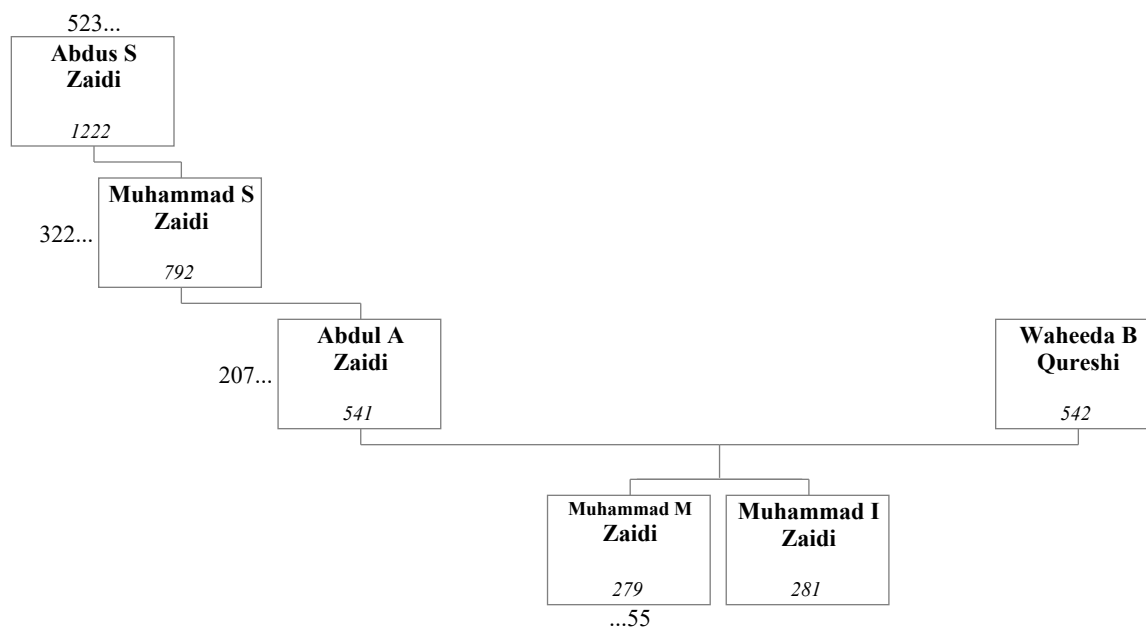 523...
Abdus S
Zaidi
1222
Muhammad S
Zaidi
322...
792
Abdul A
Zaidi
207...
541
Waheeda B
Qureshi
542
Muhammad M
Zaidi
279
...55
Muhammad I
Zaidi
281